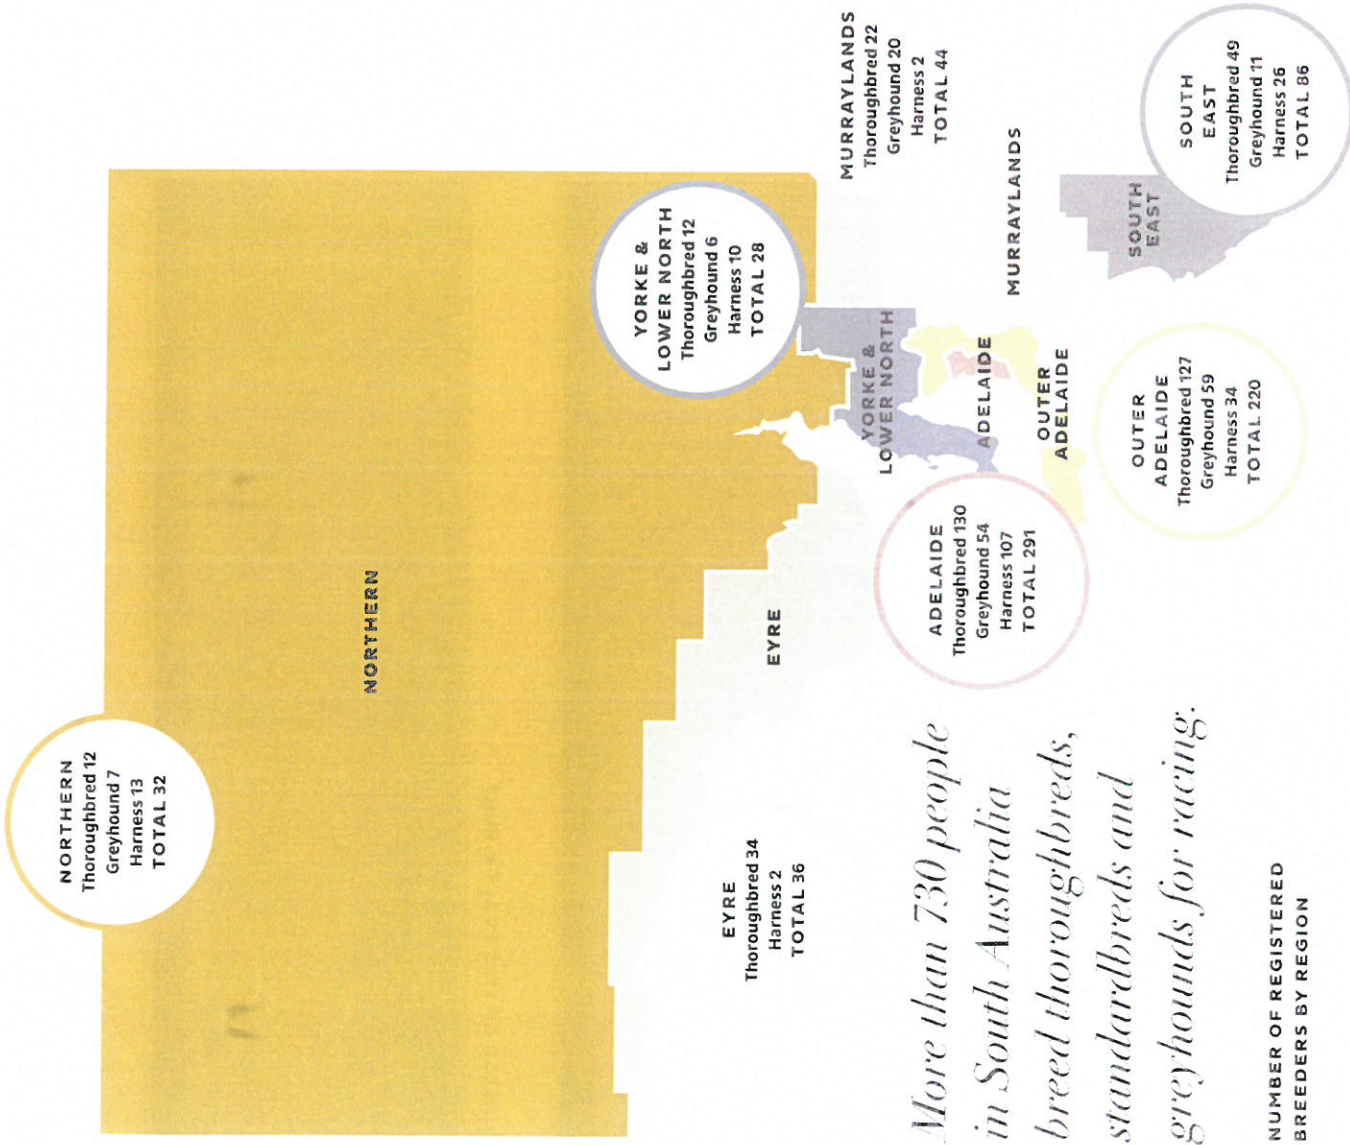 NORTHERN
Thoroughbred 12
Greyhound 7
Harness 13
TOTAL 32
NORTHERN
EYRE
Thoroughbred 34
Harness 2
TOTAL 36
EYRE
YORKE &
LOWER NORTH
Thoroughbred 12
Greyhound 6
Harness 10
TOTAL 28
YORKE &
LOWER NORTH
MURRAYLANDS
Thoroughbred 22
Greyhound 20
Harness 2
TOTAL 44
MURRAYLANDS
ADELAIDE
Thoroughbred 130
Greyhound 54
Harness 107
TOTAL 291
ADELAIDE
OUTER
ADELAIDE
OUTER
ADELAIDE
Thoroughbred 127
Greyhound 59
Harness 34
TOTAL 220
SOUTH
EAST
SOUTH
EAST
Thoroughbred 49
Greyhound 11
Harness 26
TOTAL 86
More than 730 people
in South Australia
breed thoroughbreds,
standardbreds and
greyhounds for racing.
NUMBER OF REGISTERED
BREEDERS BY REGION